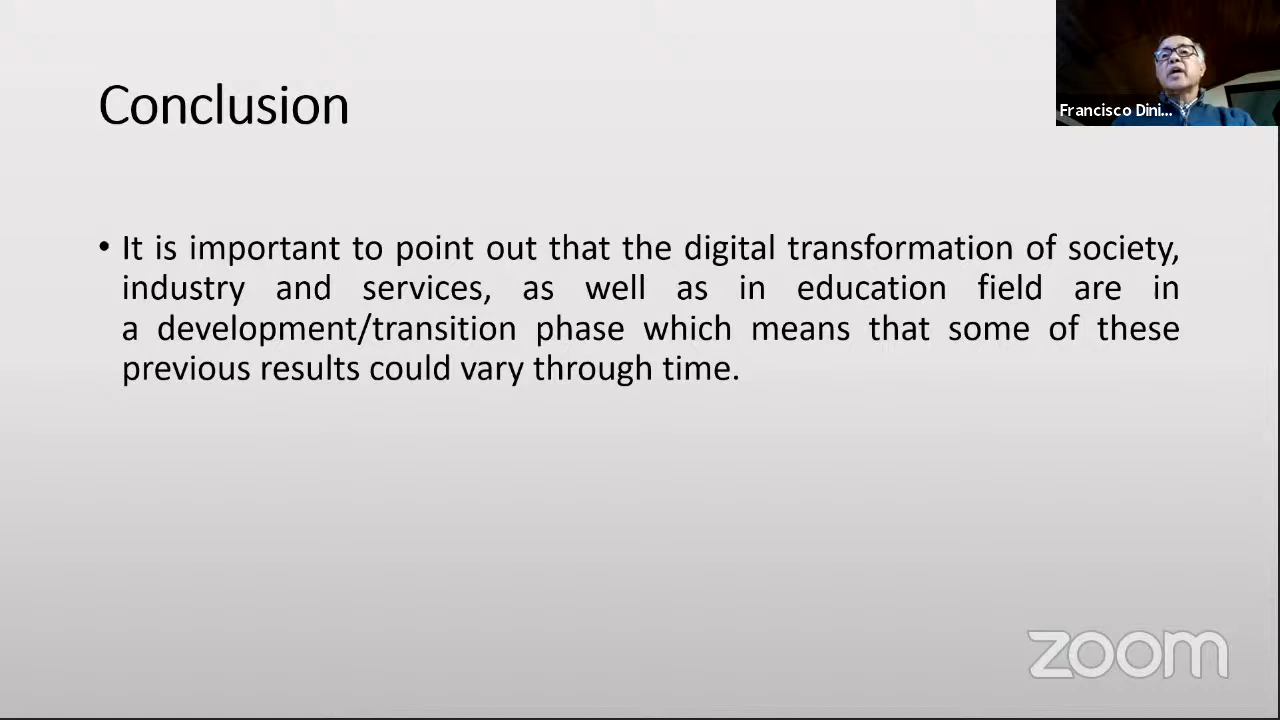 Conclusion
Francisco Dini...
• It is important to point out that the digital transformation of society,
industry and services, as well as in education field are in
a development/transition phase which means that some of these
previous results could vary through time.
zoom